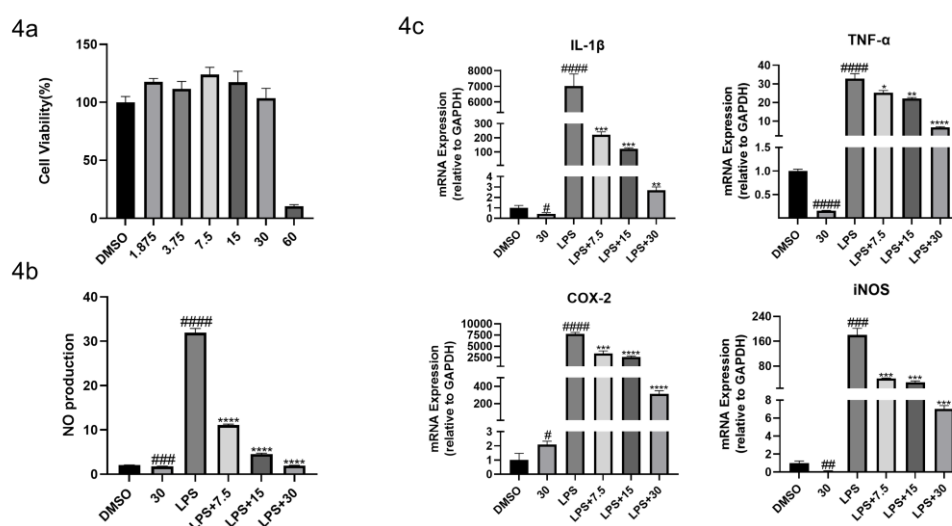 4a
Cell Viability(%)
150
100
50
0
DMSO
1.875
3.75
7.5
15
30
60
4b
NO production
40
30
20
10
0
###
####
****
****
****
DMSO
30
LPS
LPS+7.5
LPS+15
LPS+30
4c
IL-1β
mRNA Expression
(relative to GAPDH)
8000
7000
6000
300
200
100
4
3
2
1
0
#
####
***
***
**
DMSO
30
LPS
LPS+7.5
LPS+15
LPS+30
TNF-α
mRNA Expression
(relative to GAPDH)
40
30
20
10
1.5
1.0
0.5
####
####
*
**
****
DMSO
30
LPS
LPS+7.5
LPS+15
LPS+30
COX-2
mRNA Expression
(relative to GAPDH)
10000
7500
5000
2500
400
200
3
2
1
0
#
####
***
****
****
DMSO
30
LPS
LPS+7.5
LPS+15
LPS+30
iNOS
mRNA Expression
(relative to GAPDH)
240
160
80
8
6
4
2
0
##
###
***
***
***
DMSO
30
LPS
LPS+7.5
LPS+15
LPS+30